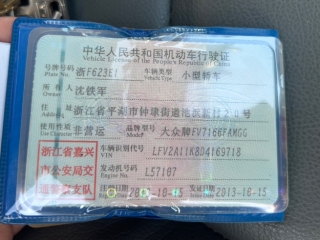 中华人民共和国机动车行驶证
Vehicle License of the People's Republic of China
号牌号码 浙F623E1 车辆类型 小型轿车
Plate No. Vehicle Type
所有人 沈铁军
Owner
住址 浙江省平湖市钟埭街道
Address
使用性质 非营运 品牌型号 大众牌FV7166FAMGG
Use Character Model
浙江省嘉兴 车辆识别代号 LFV2A11K8D4169718
VIN
市公安局交 发动机号码 L57107
Engine No.
通警察支队 注册日期 发证日期 2013-10-15